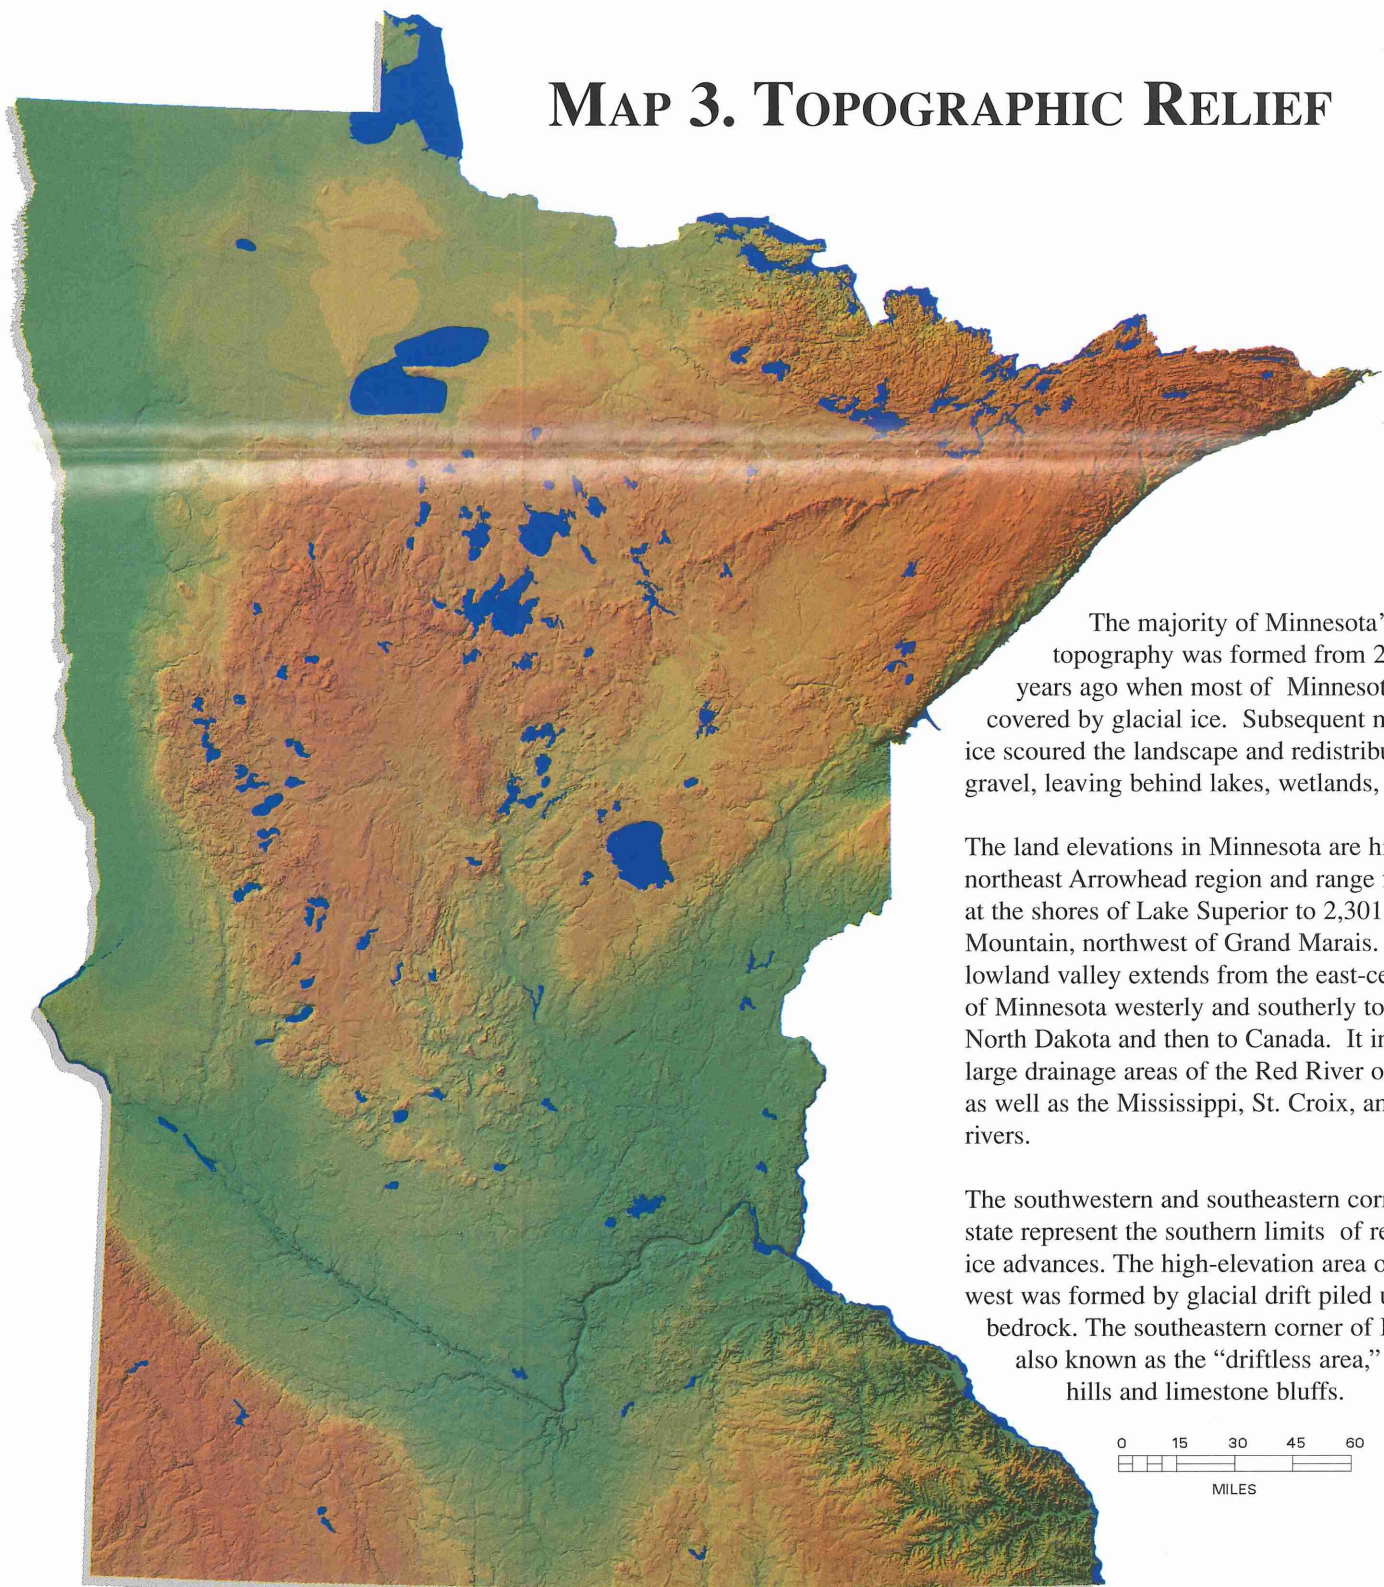 MAP 3. TOPOGRAPHIC RELIEF
The majority of Minnesota’
topography was formed from 2
years ago when most of Minnesot
covered by glacial ice. Subsequent
ice scoured the landscape and redistribu
gravel, leaving behind lakes, wetlands,
The land elevations in Minnesota are hi
northeast Arrowhead region and range
at the shores of Lake Superior to 2,301
Mountain, northwest of Grand Marais.
lowland valley extends from the east-ce
of Minnesota westerly and southerly to
North Dakota and then to Canada. It in
large drainage areas of the Red River o
as well as the Mississippi, St. Croix, an
rivers.
The southwestern and southeastern corn
state represent the southern limits of re
ice advances. The high-elevation area o
west was formed by glacial drift piled u
bedrock. The southeastern corner of
also known as the “driftless area,”
hills and limestone bluffs.
0 15 30 45 60
MILES